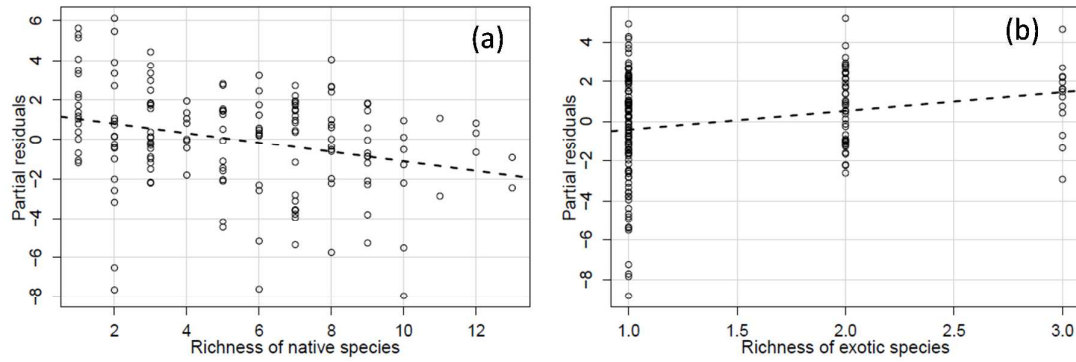 (a)
Partial residuals
6
4
2
0
−2
−4
−6
−8
2 4 6 8 10 12
Richness of native species
(b)
Partial residuals
4
2
0
−2
−4
−6
−8
1.0 1.5 2.0 2.5 3.0
Richness of exotic species